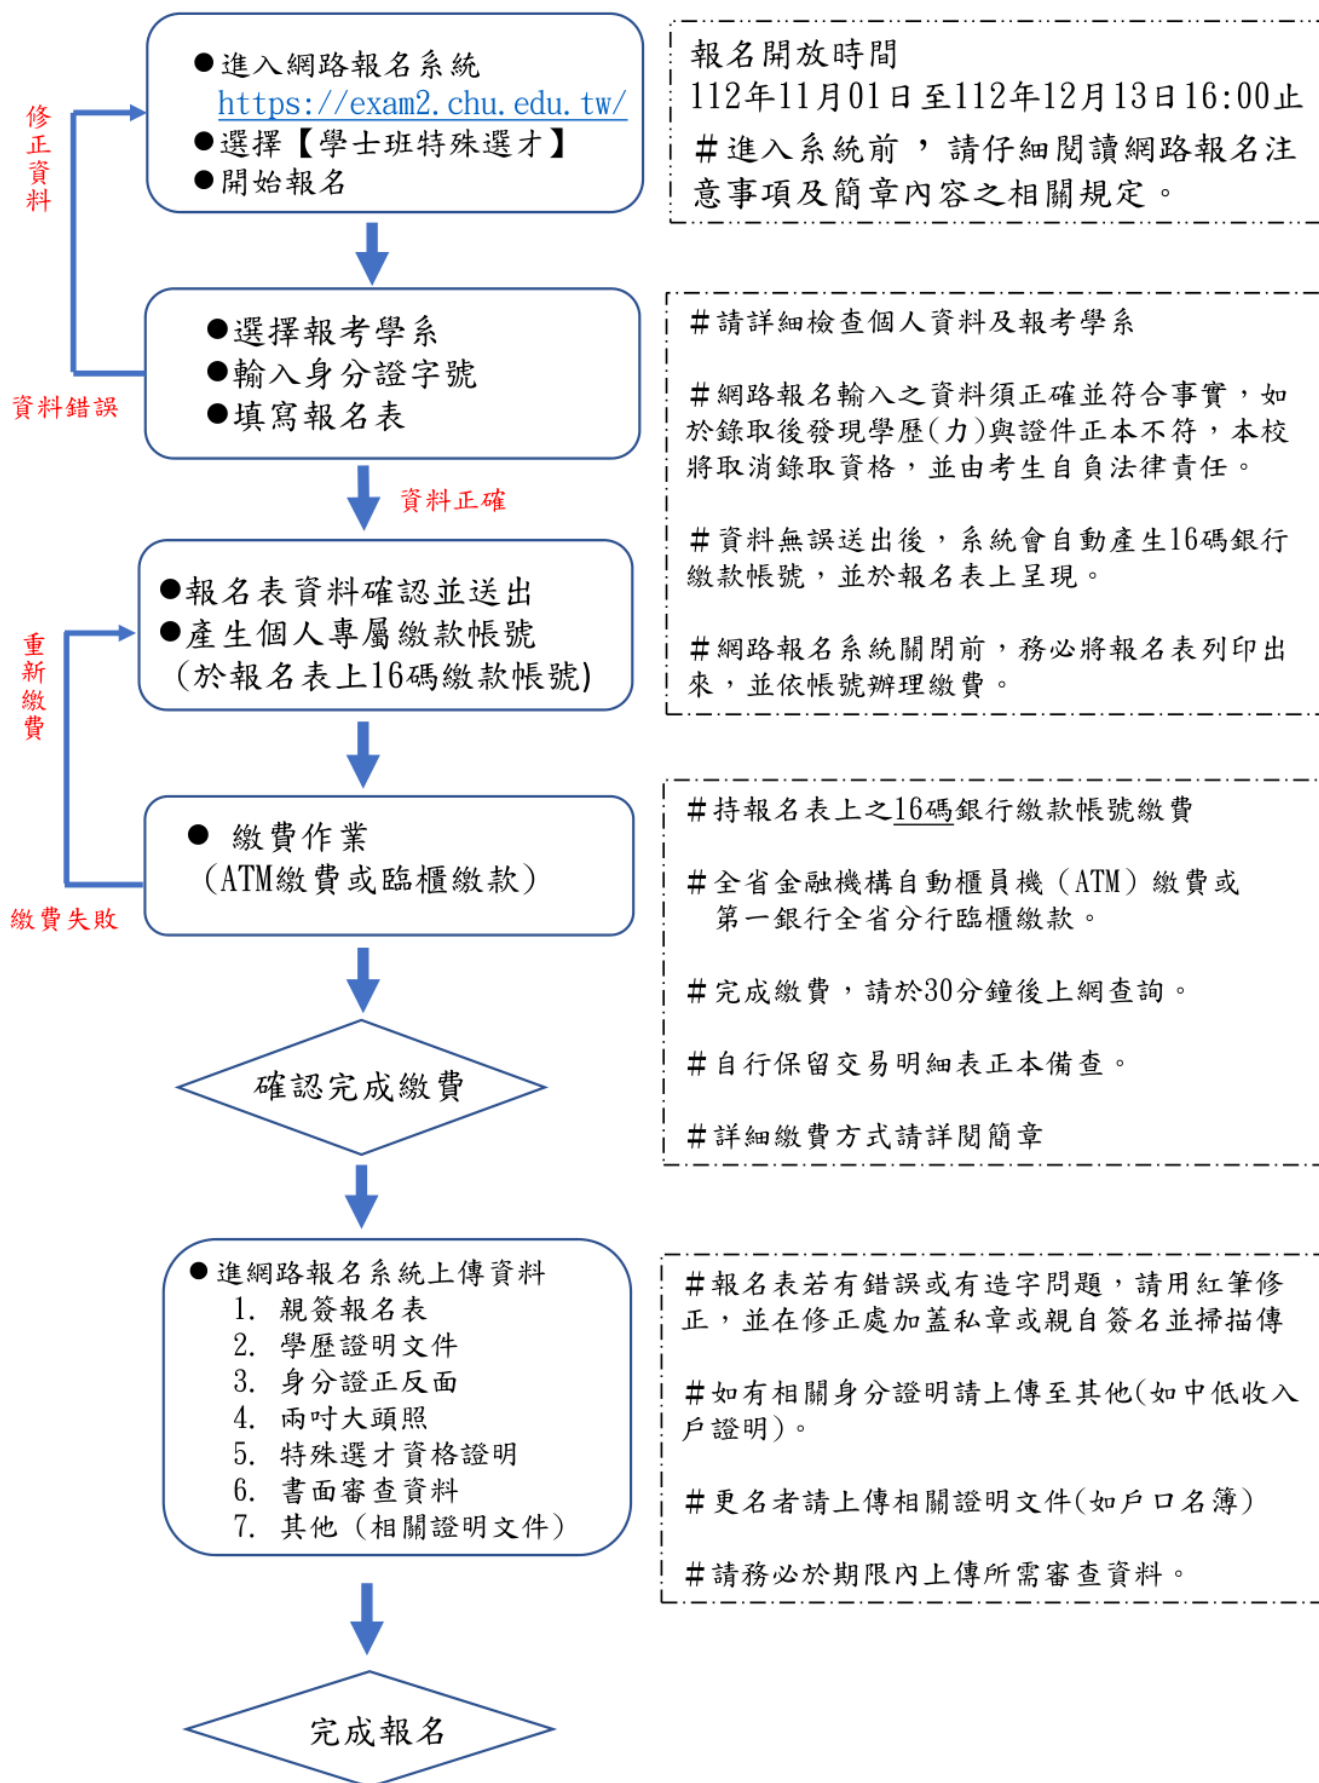 ●進入網路報名系統
https://exam2.chu.edu.tw/
●選擇【學士班特殊選才】
●開始報名
報名開放時間
112年11月01日至112年12月13日16:00止
＃進入系統前，請仔細閱讀網路報名注
意事項及簡章內容之相關規定。
修正資料
●選擇報考學系
●輸入身分證字號
●填寫報名表
資料錯誤
資料正確
＃請詳細檢查個人資料及報考學系
＃網路報名輸入之資料須正確並符合事實，如
於錄取後發現學歷(力)與證件正本不符，本校
將取消錄取資格，並由考生自負法律責任。
＃資料無誤送出後，系統會自動產生16碼銀行
繳款帳號，並於報名表上呈現。
＃網路報名系統關閉前，務必將報名表列印出
來，並依帳號辦理繳費。
●報名表資料確認並送出
●產生個人專屬繳款帳號
（於報名表上16碼繳款帳號)
重新繳費
● 繳費作業
（ATM繳費或臨櫃繳款）
繳費失敗
＃持報名表上之16碼銀行繳款帳號繳費
＃全省金融機構自動櫃員機（ATM）繳費或
第一銀行全省分行臨櫃繳款。
＃完成繳費，請於30分鐘後上網查詢。
＃自行保留交易明細表正本備查。
＃詳細繳費方式請詳閱簡章
確認完成繳費
●進網路報名系統上傳資料
1. 親簽報名表
2. 學歷證明文件
3. 身分證正反面
4. 兩吋大頭照
5. 特殊選才資格證明
6. 書面審查資料
7. 其他（相關證明文件）
＃報名表若有錯誤或有造字問題，請用紅筆修
正，並在修正處加蓋私章或親自簽名並掃描傳
＃如有相關身分證明請上傳至其他(如中低收入
戶證明)。
＃更名者請上傳相關證明文件(如戶口名簿)
＃請務必於期限內上傳所需審查資料。
完成報名